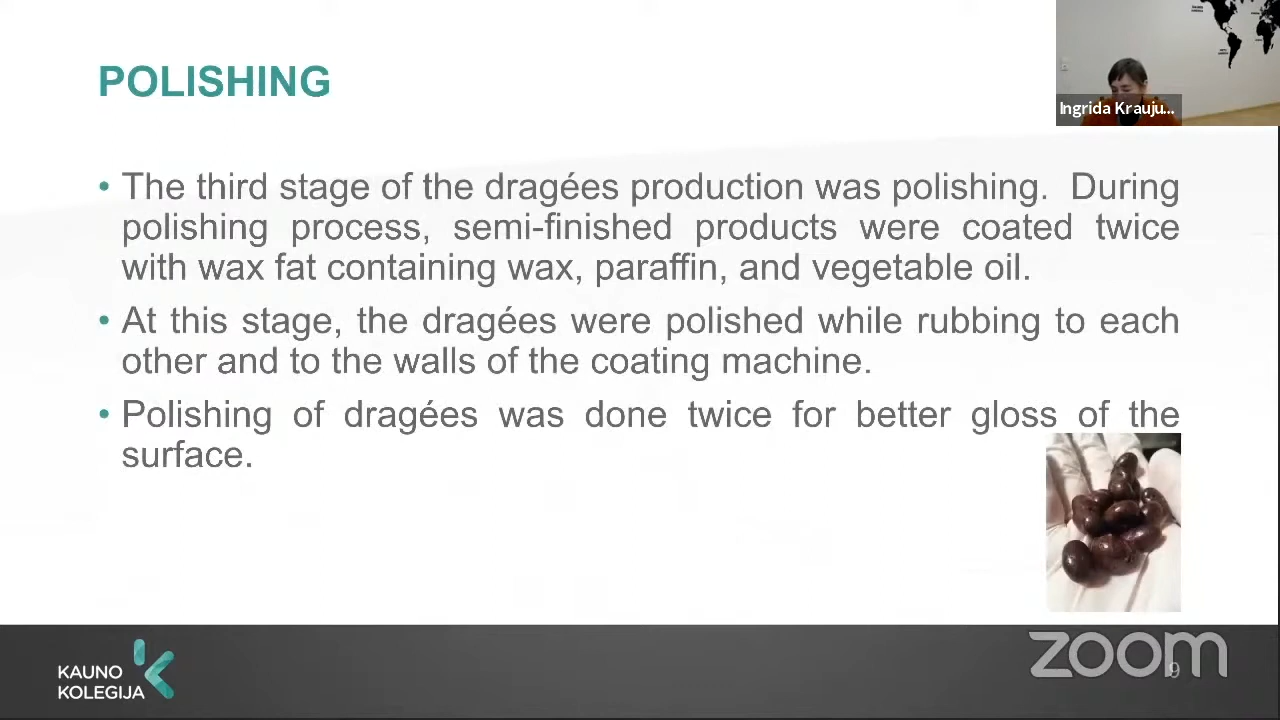 POLISHING
Ingrida Krauju...
• The third stage of the dragées production was polishing.  During
polishing process, semi-finished products were coated twice
with wax fat containing wax, paraffin, and vegetable oil.
• At this stage, the dragées were polished while rubbing to each
other and to the walls of the coating machine.
• Polishing of dragées was done twice for better gloss of the
surface.
KAUNO
KOLEGIJA
zoom
9